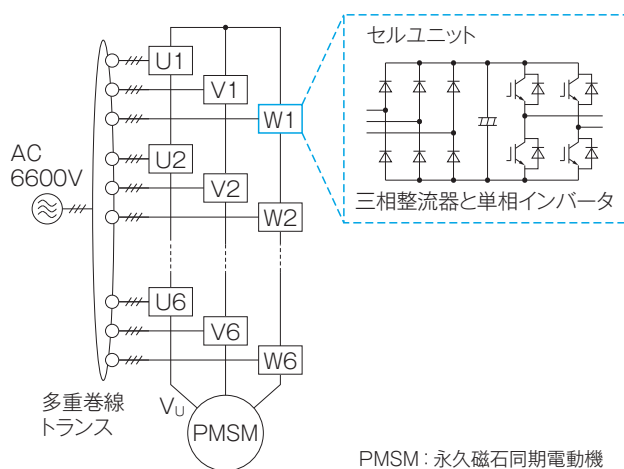 セルユニット
U1
V1
W1
AC
6600V
U2
V2
W2
三相整流器と単相インバータ
U6
V6
W6
多重巻線
トランス
VU
PMSM
PMSM：永久磁石同期電動機